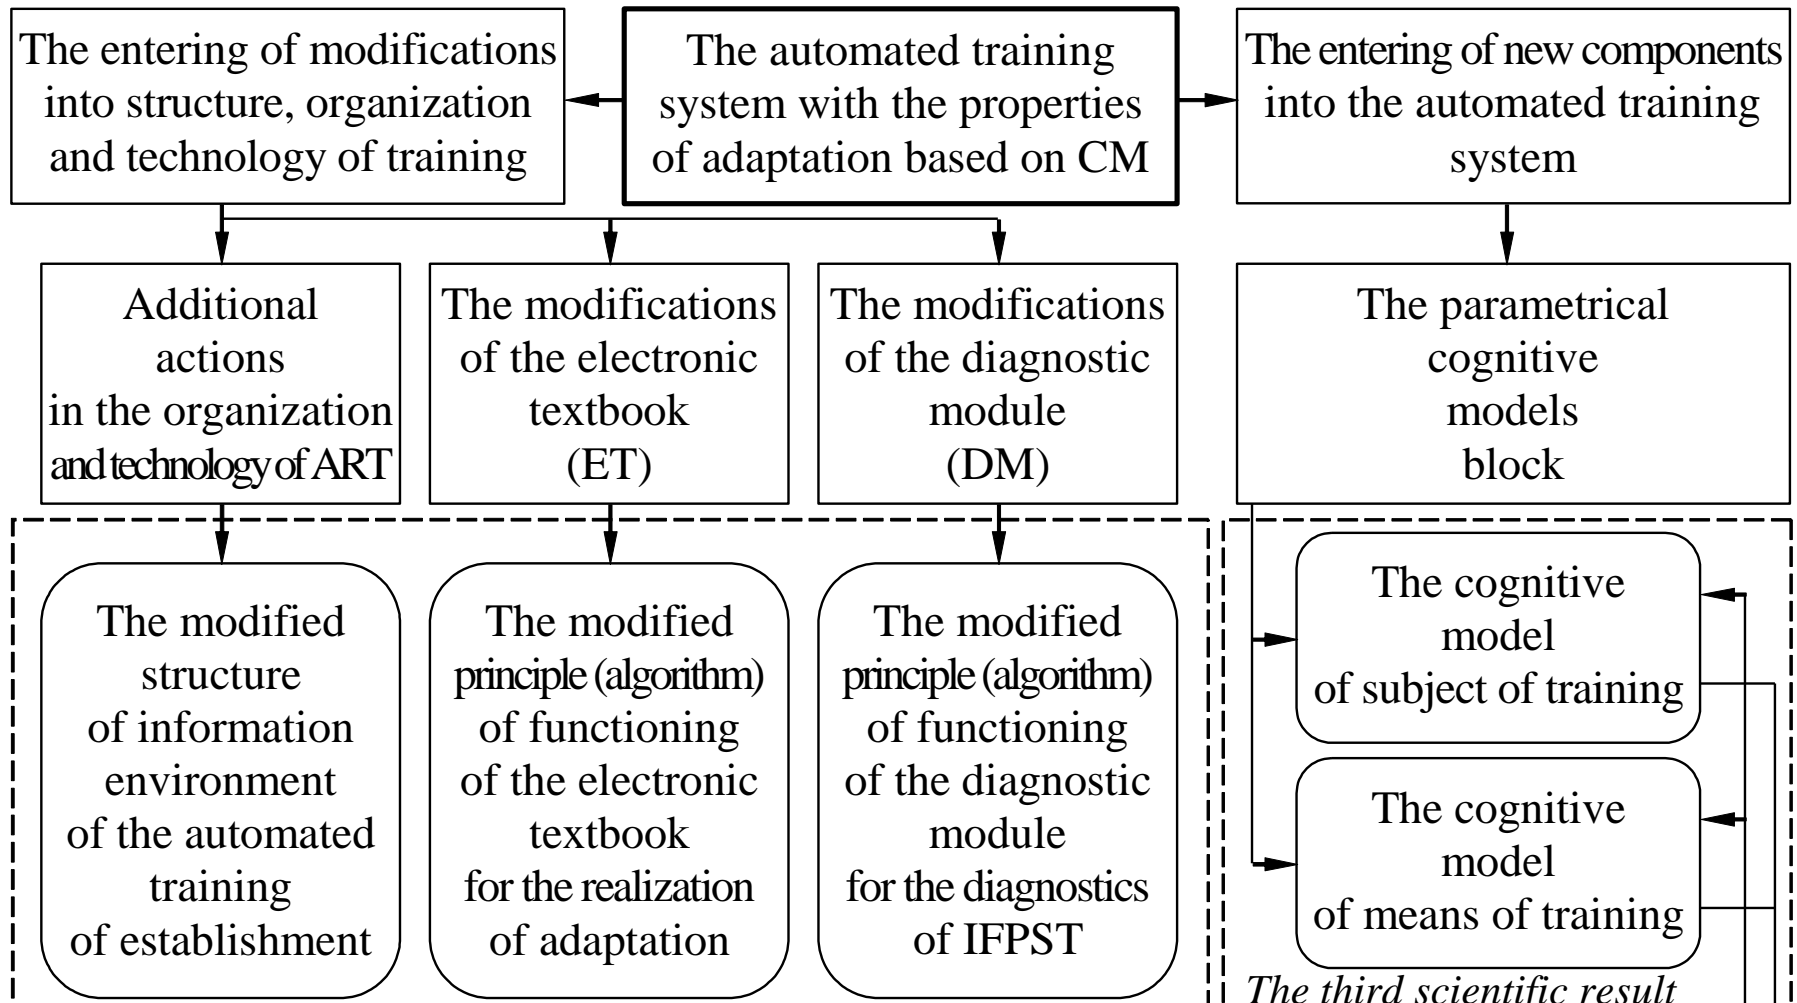 The entering of modifications
into structure, organization
and technology of training
The automated training
system with the properties
of adaptation based on CM
The entering of new components
into the automated training
system
Additional
actions
in the organization
and technology of ART
The modifications
of the electronic
textbook
(ET)
The modifications
of the diagnostic
module
(DM)
The parametrical
cognitive
models
block
The modified
structure
of information
environment
of the automated
training
of establishment
The modified
principle (algorithm)
of functioning
of the electronic
textbook
for the realization
of adaptation
The modified
principle (algorithm)
of functioning
of the diagnostic
module
for the diagnostics
of IFPST
The cognitive
model
of subject of training
The cognitive
model
of means of training
The third scientific result